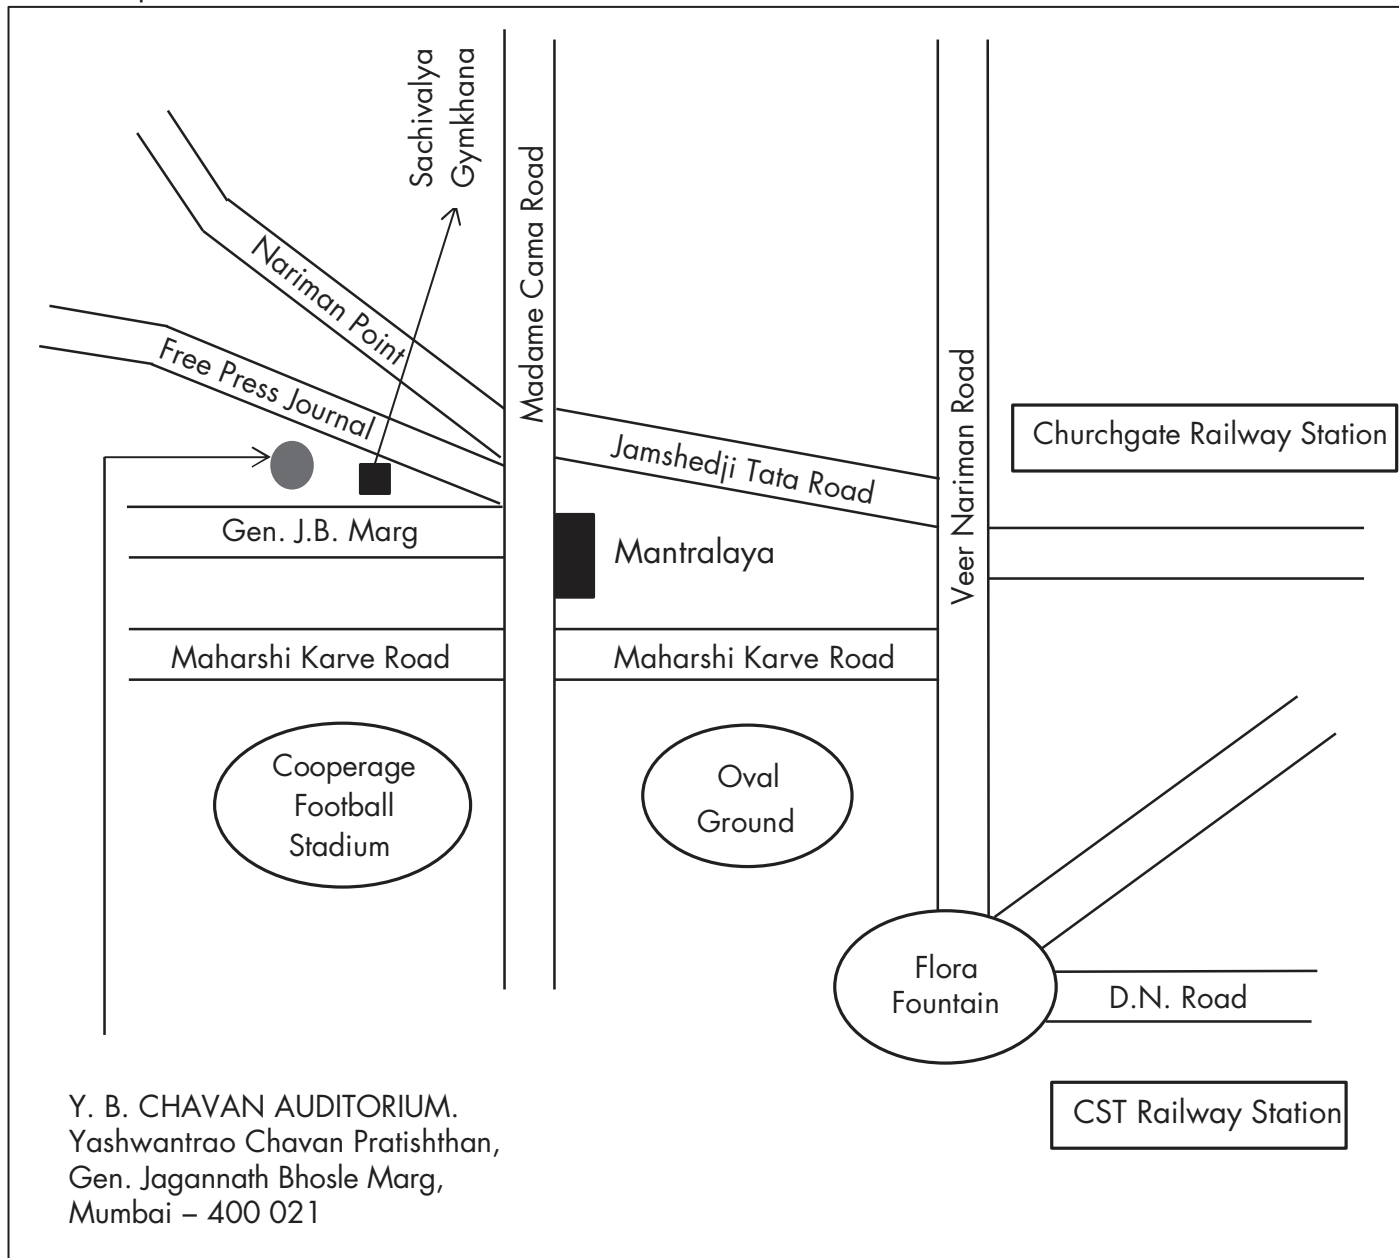 Sachivalya
Gymkhana
Madame Cama Road
Nariman Point
Free Press Journal
Jamshedji Tata Road
Veer Nariman Road
Churchgate Railway Station
Gen. J.B. Marg
Mantralaya
Maharshi Karve Road
Maharshi Karve Road
Cooperage
Football
Stadium
Oval
Ground
Flora
Fountain
D.N. Road
CST Railway Station
Y. B. CHAVAN AUDITORIUM.
Yashwantrao Chavan Pratishthan,
Gen. Jagannath Bhosle Marg,
Mumbai – 400 021